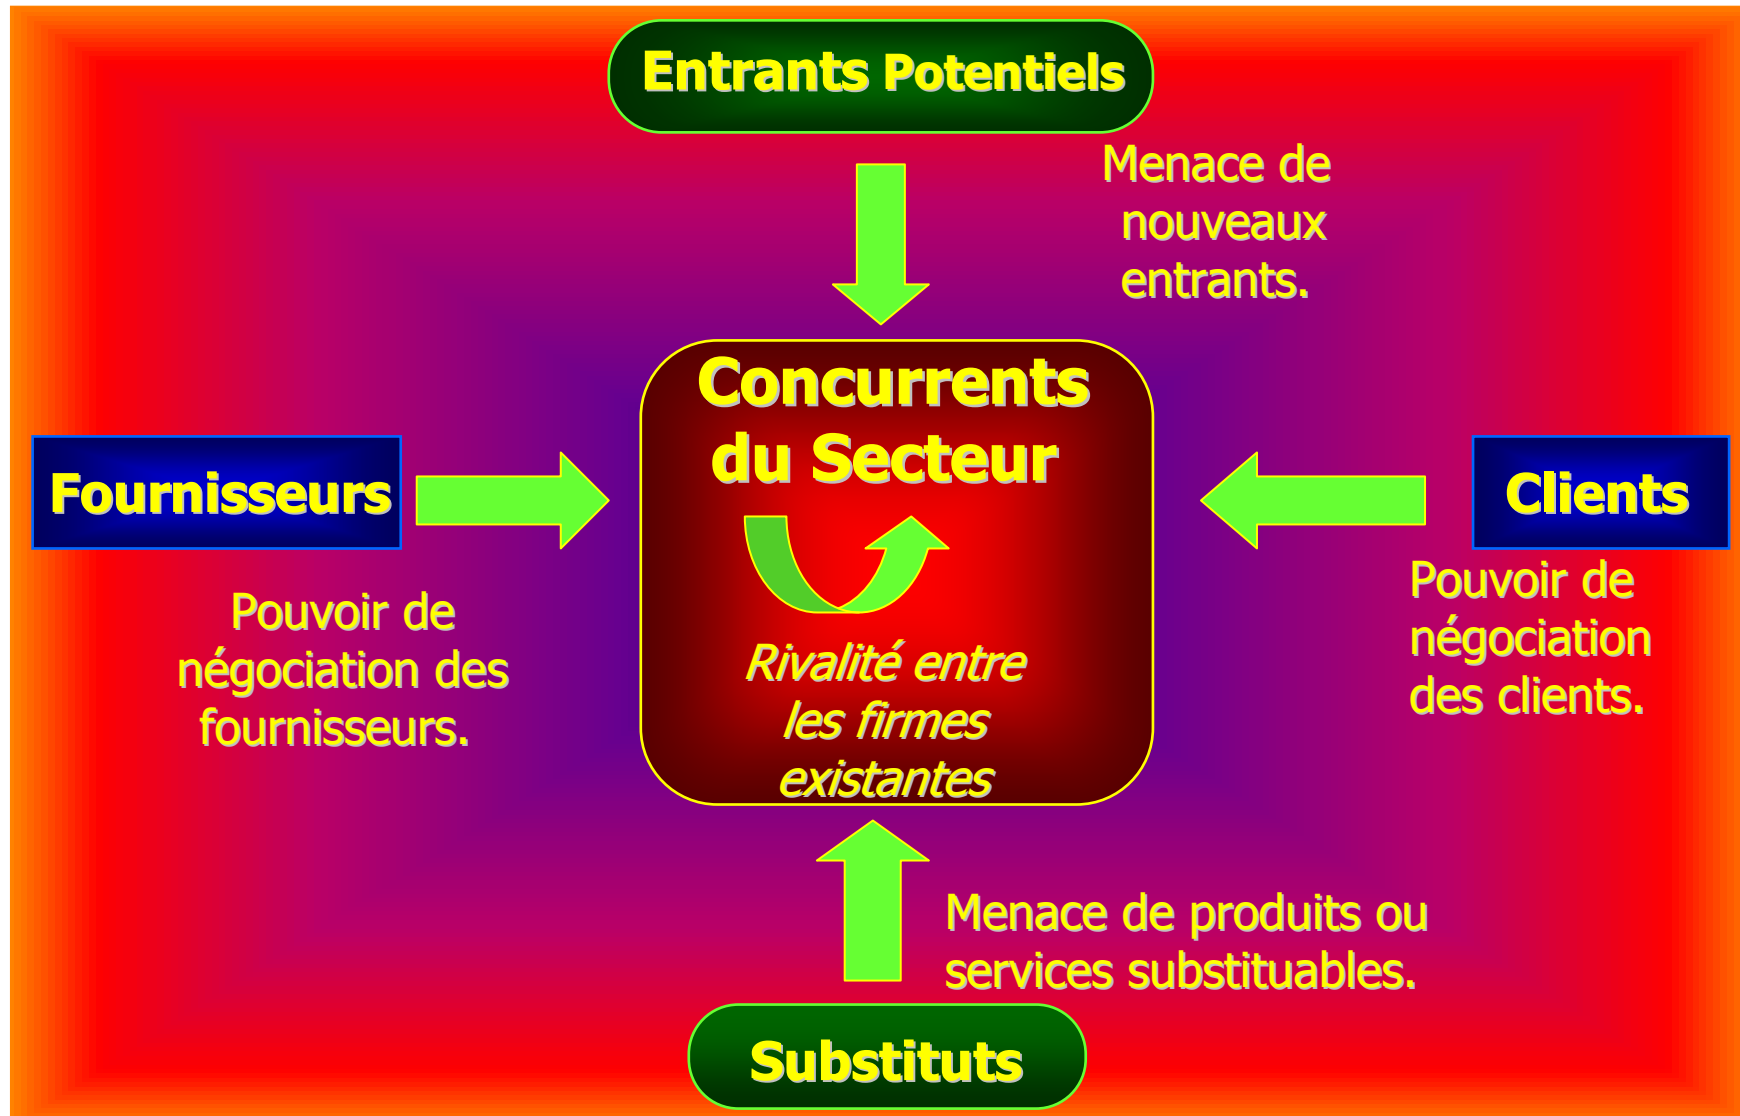 Entrants Potentiels
Menace de
nouveaux
entrants.
Concurrents
du Secteur
Fournisseurs
Clients
Pouvoir de
négociation des
fournisseurs.
Rivalité entre
les firmes
existantes
Pouvoir de
négociation
des clients.
Menace de produits ou
services substituables.
Substituts